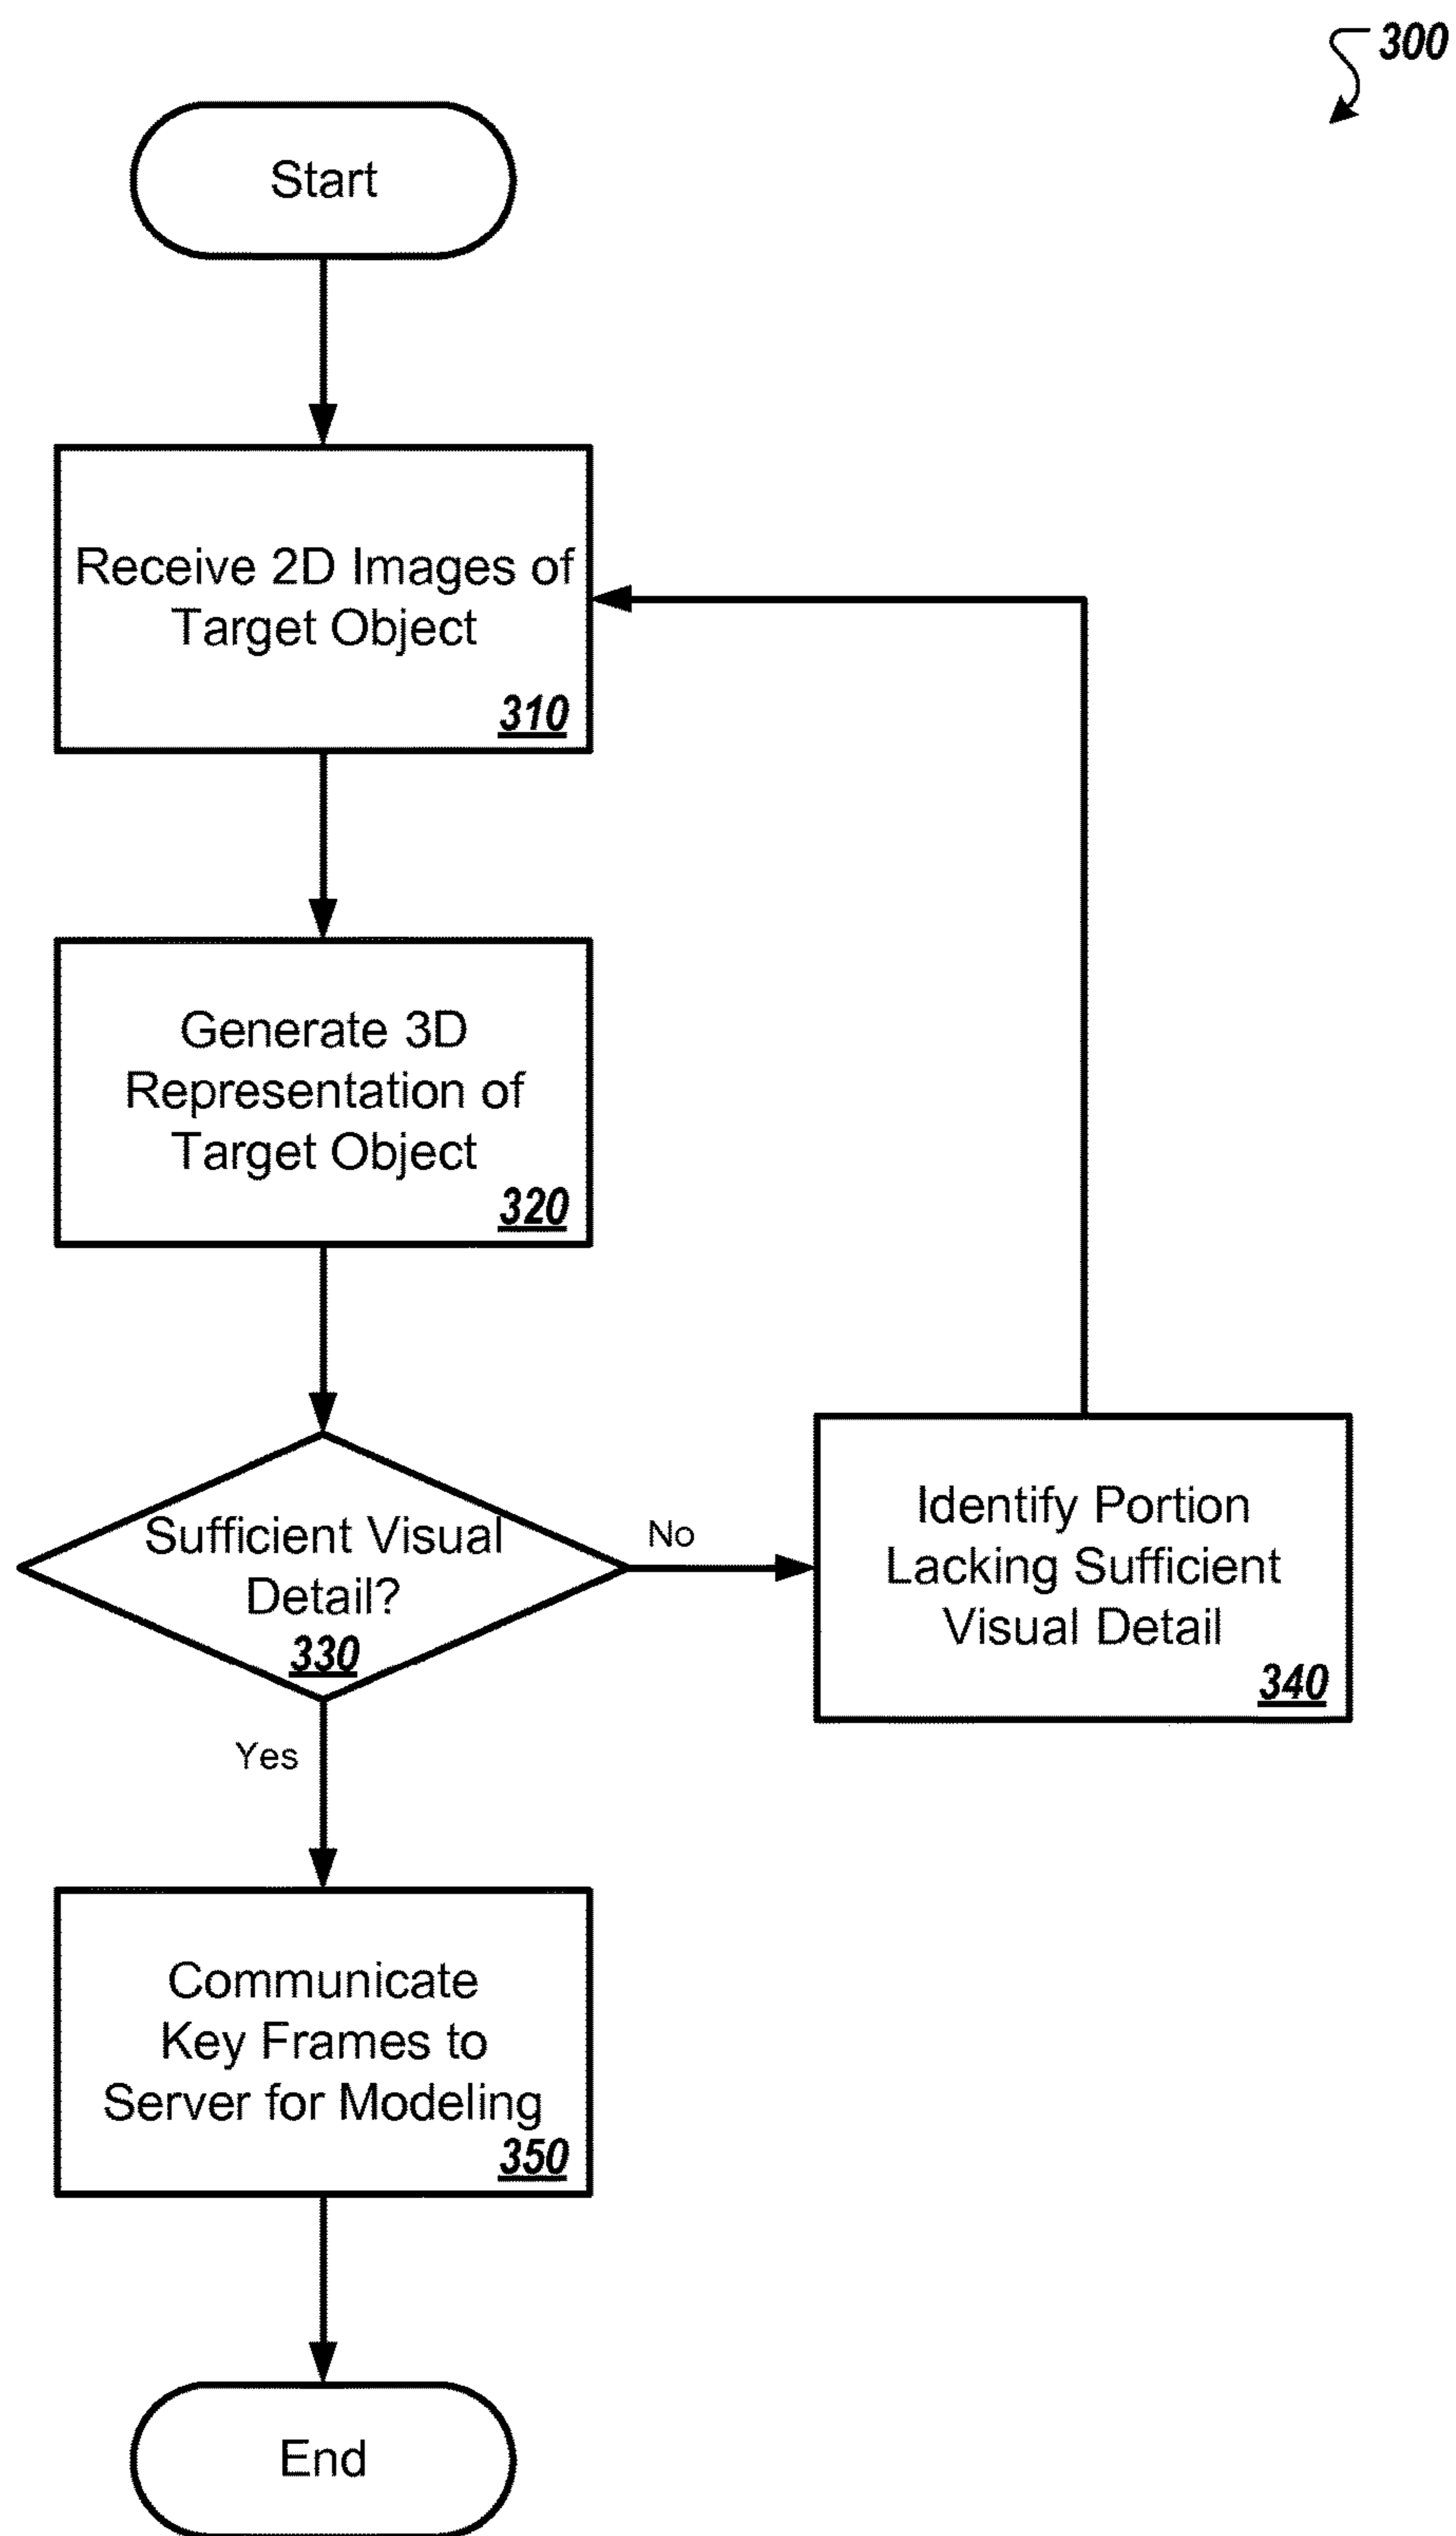 300
Start
Receive 2D Images of
Target Object
310
Generate 3D
Representation of
Target Object
320
Sufficient Visual
Detail?
330
No
Identify Portion
Lacking Sufficient
Visual Detail
340
Yes
Communicate
Key Frames to
Server for Modeling
350
End